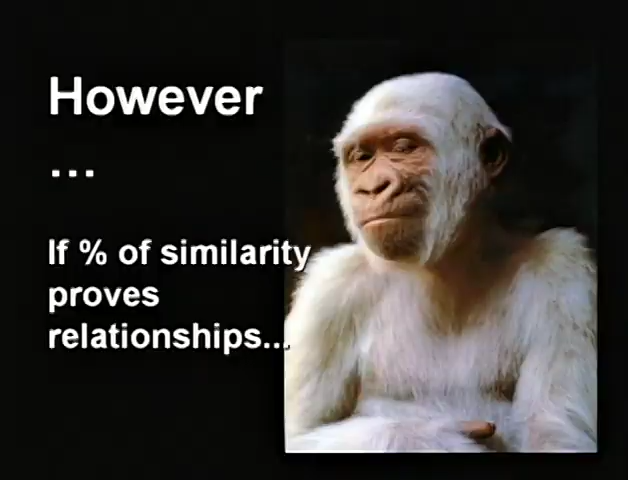 However
...
If % of similarity
proves
relationships...